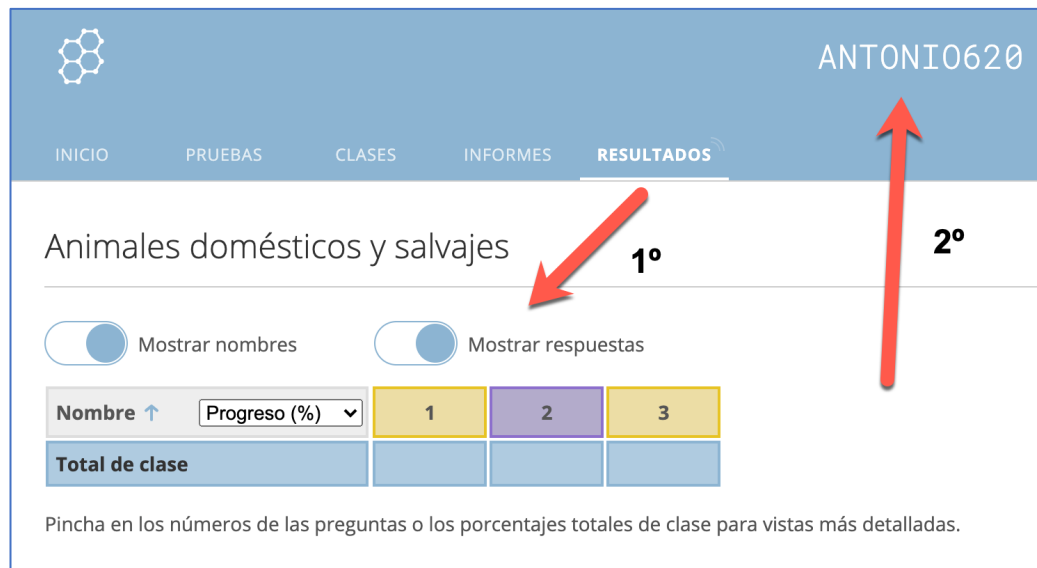 ANTONIO620
INICIO PRUEBAS CLASES INFORMES RESULTADOS
Animales domésticos y salvajes
1º
2º
Mostrar nombres Mostrar respuestas
Nombre ↑ Progreso (%) 1 2 3
Total de clase
Pincha en los números de las preguntas o los porcentajes totales de clase para vistas más detalladas.